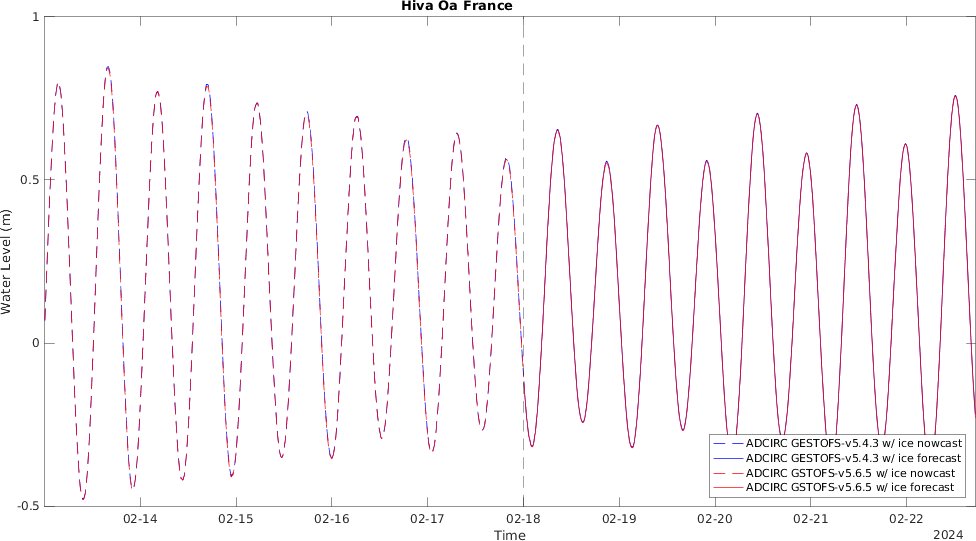 Hiva Oa France
1
0.5
0
-0.5
Water Level (m)
ADCIRC GESTOFS-v5.4.3 w/ ice nowcast
ADCIRC GESTOFS-v5.4.3 w/ ice forecast
ADCIRC GSTOFS-v5.6.5 w/ ice nowcast
ADCIRC GSTOFS-v5.6.5 w/ ice forecast
02-14 02-15 02-16 02-17 02-18 02-19 02-20 02-21 02-22
Time
2024